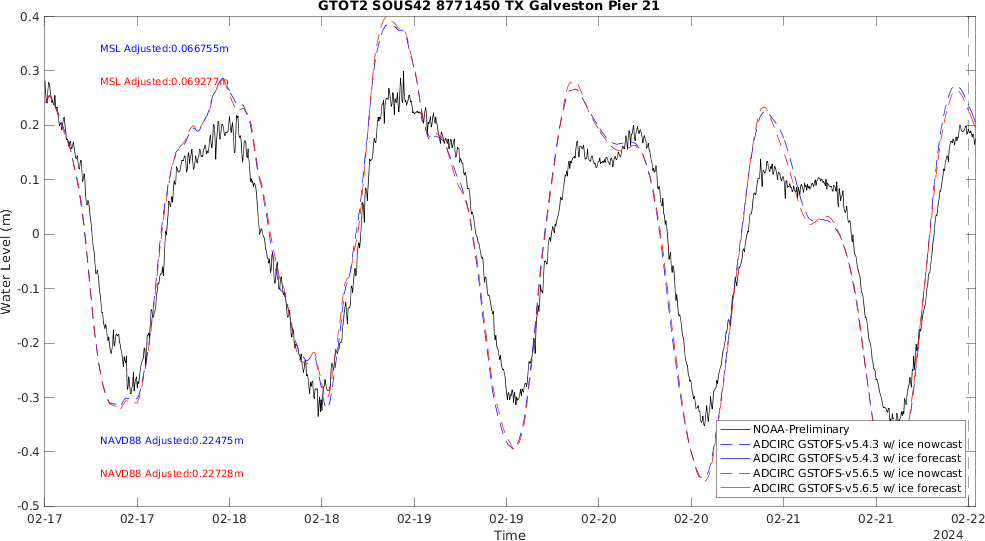 GTOT2 SOUS42 8771450 TX Galveston Pier 21
0.4
0.3
0.2
0.1
0
-0.1
-0.2
-0.3
-0.4
-0.5
Water Level (m)
MSL Adjusted:0.066755m
MSL Adjusted:0.069277m
NAVD88 Adjusted:0.22475m
NAVD88 Adjusted:0.22728m
NOAA-Preliminary
ADCIRC GSTOFS-v5.4.3 w/ ice nowcast
ADCIRC GSTOFS-v5.4.3 w/ ice forecast
ADCIRC GSTOFS-v5.6.5 w/ ice nowcast
ADCIRC GSTOFS-v5.6.5 w/ ice forecast
02-17 02-17 02-18 02-18 02-19 02-19 02-20 02-20 02-21 02-21 02-22
Time
2024